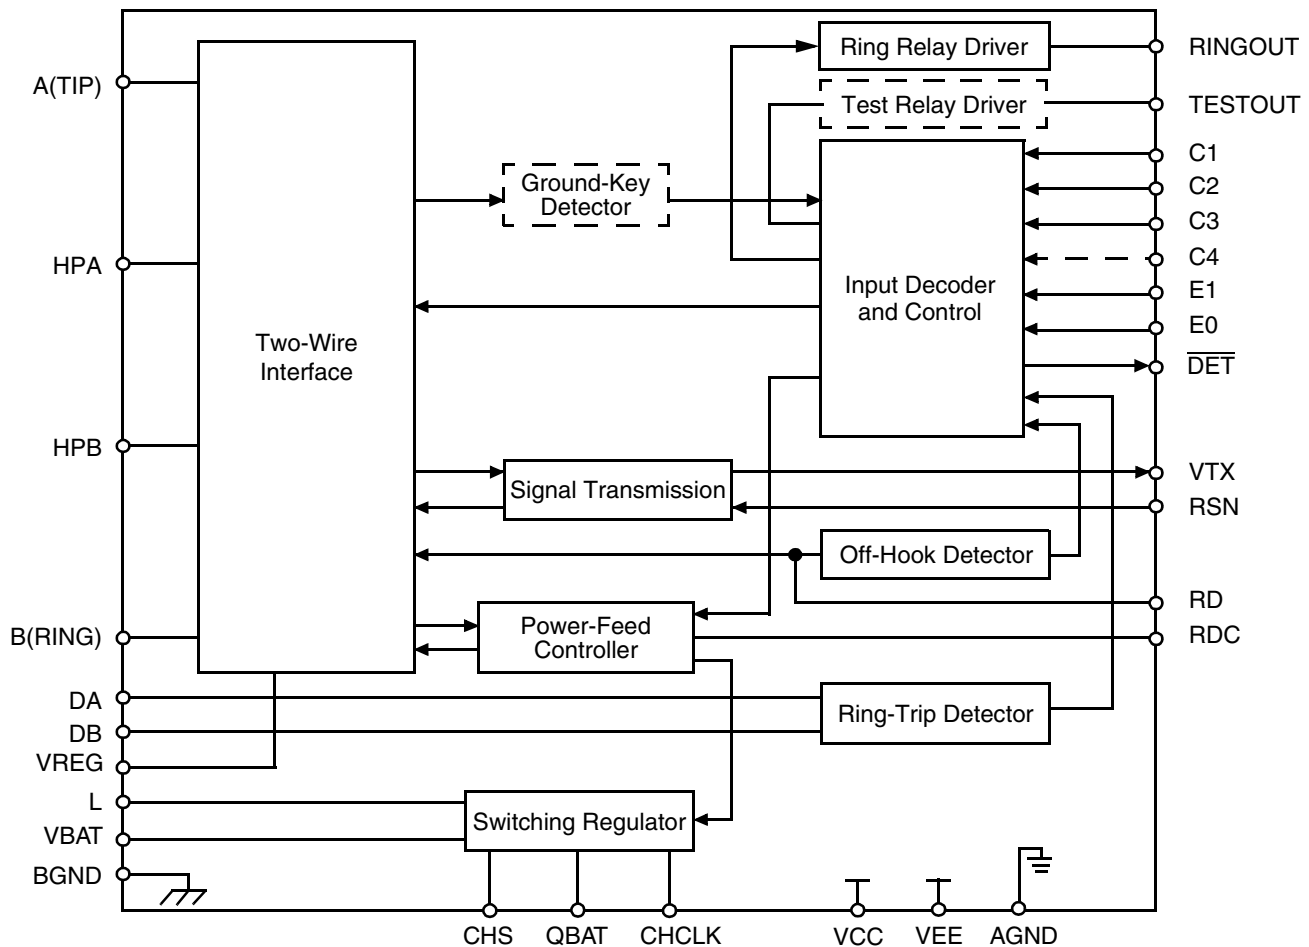 Ring Relay Driver
RINGOUT
A(TIP)
Test Relay Driver
TESTOUT
C1
Ground-Key
Detector
C2
C3
HPA
C4
Input Decoder
and Control
E1
E0
Two-Wire
Interface
DET
HPB
Signal Transmission
VTX
RSN
Off-Hook Detector
RD
B(RING)
Power-Feed
Controller
RDC
DA
Ring-Trip Detector
DB
VREG
L
Switching Regulator
VBAT
BGND
CHS
QBAT
CHCLK
VCC
VEE
AGND